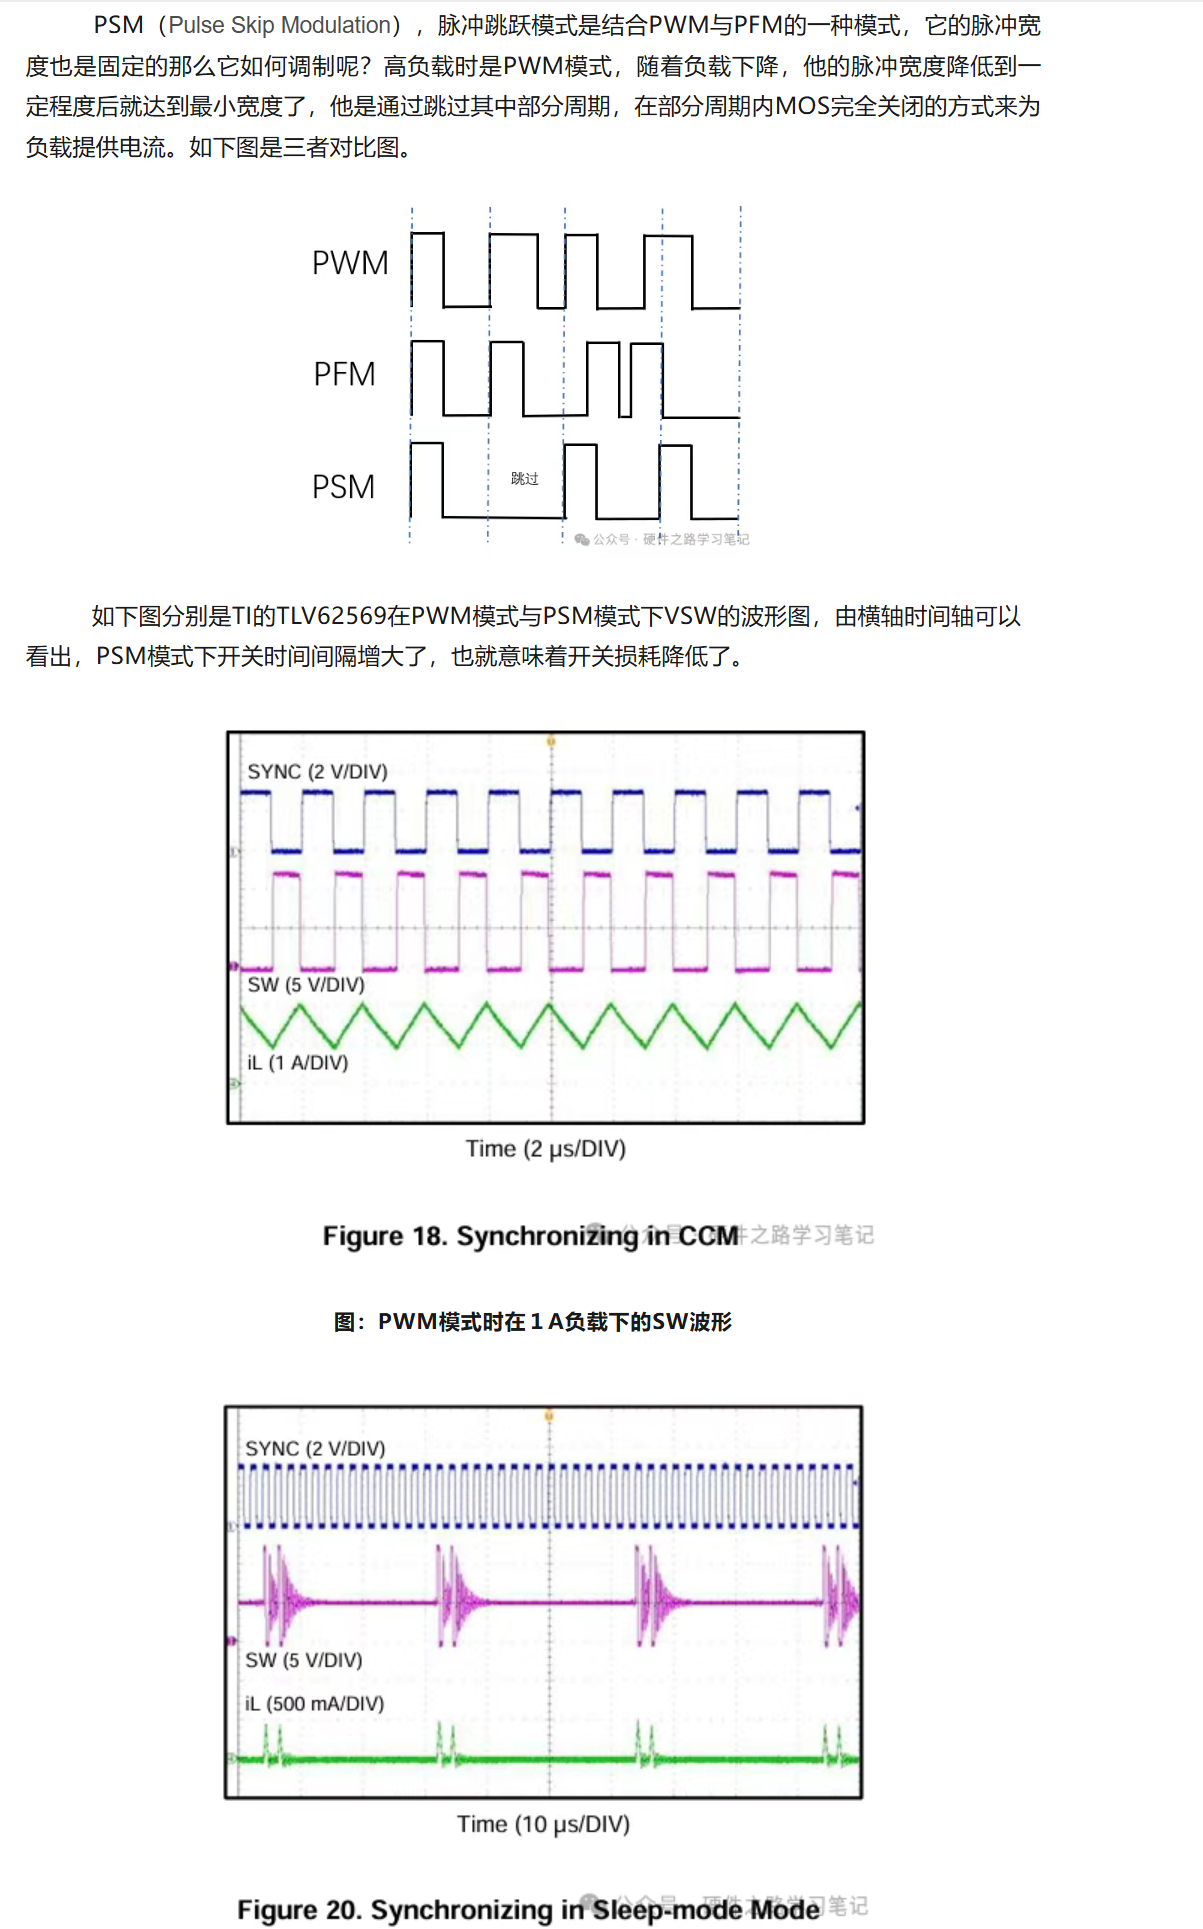 PSM（Pulse Skip Modulation），脉冲跳跃模式是结合PWM与PFM的一种模式，它的脉冲宽
度也是固定的那么它如何调制呢？高负载时是PWM模式，随着负载下降，他的脉冲宽度降低到一
定程度后就达到最小宽度了，他是通过跳过其中部分周期，在部分周期内MOS完全关闭的方式来为
负载提供电流。如下图是三者对比图。
PWM
PFM
PSM
跳过
公众号 · 硬件之路学习笔记
如下图分别是TI的TLV62569在PWM模式与PSM模式下VSW的波形图，由横轴时间轴可以
看出，PSM模式下开关时间间隔增大了，也就意味着开关损耗降低了。
SYNC (2 V/DIV)
SW (5 V/DIV)
iL (1 A/DIV)
Time (2 μs/DIV)
Figure 18. Synchronizing in CCM
公众号 · 硬件之路学习笔记
图：PWM模式时在１A负载下的SW波形
SYNC (2 V/DIV)
SW (5 V/DIV)
iL (500 mA/DIV)
Time (10 μs/DIV)
Figure 20. Synchronizing in Sleep-mode Mode
公众号 · 硬件之路学习笔记